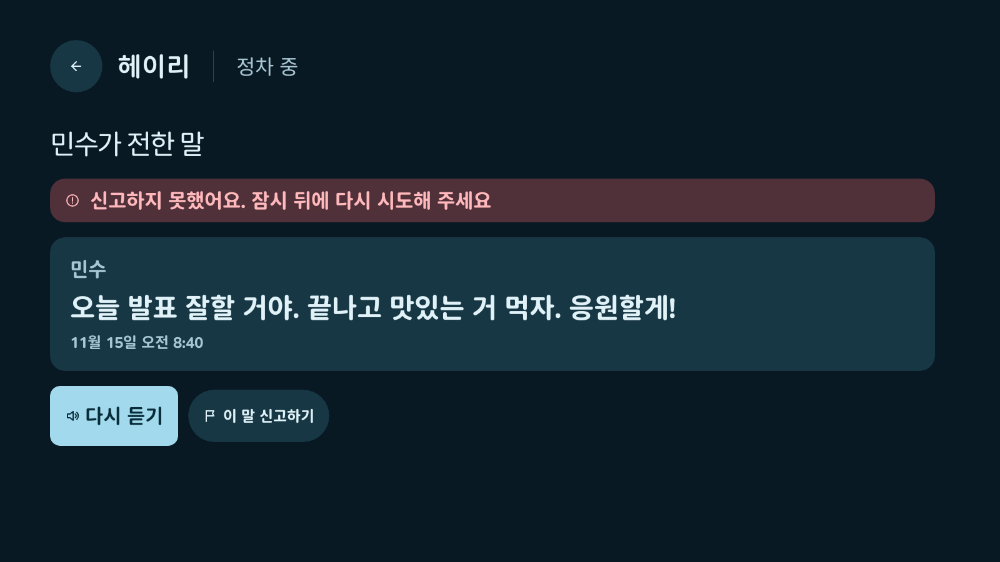 헤이리
정차 중
민수가 전한 말
신고하지 못했어요. 잠시 뒤에 다시 시도해 주세요
민수
오늘 발표 잘할 거야. 끝나고 맛있는 거 먹자. 응원할게!
11월 15일 오전 8:40
다시 듣기
이 말 신고하기